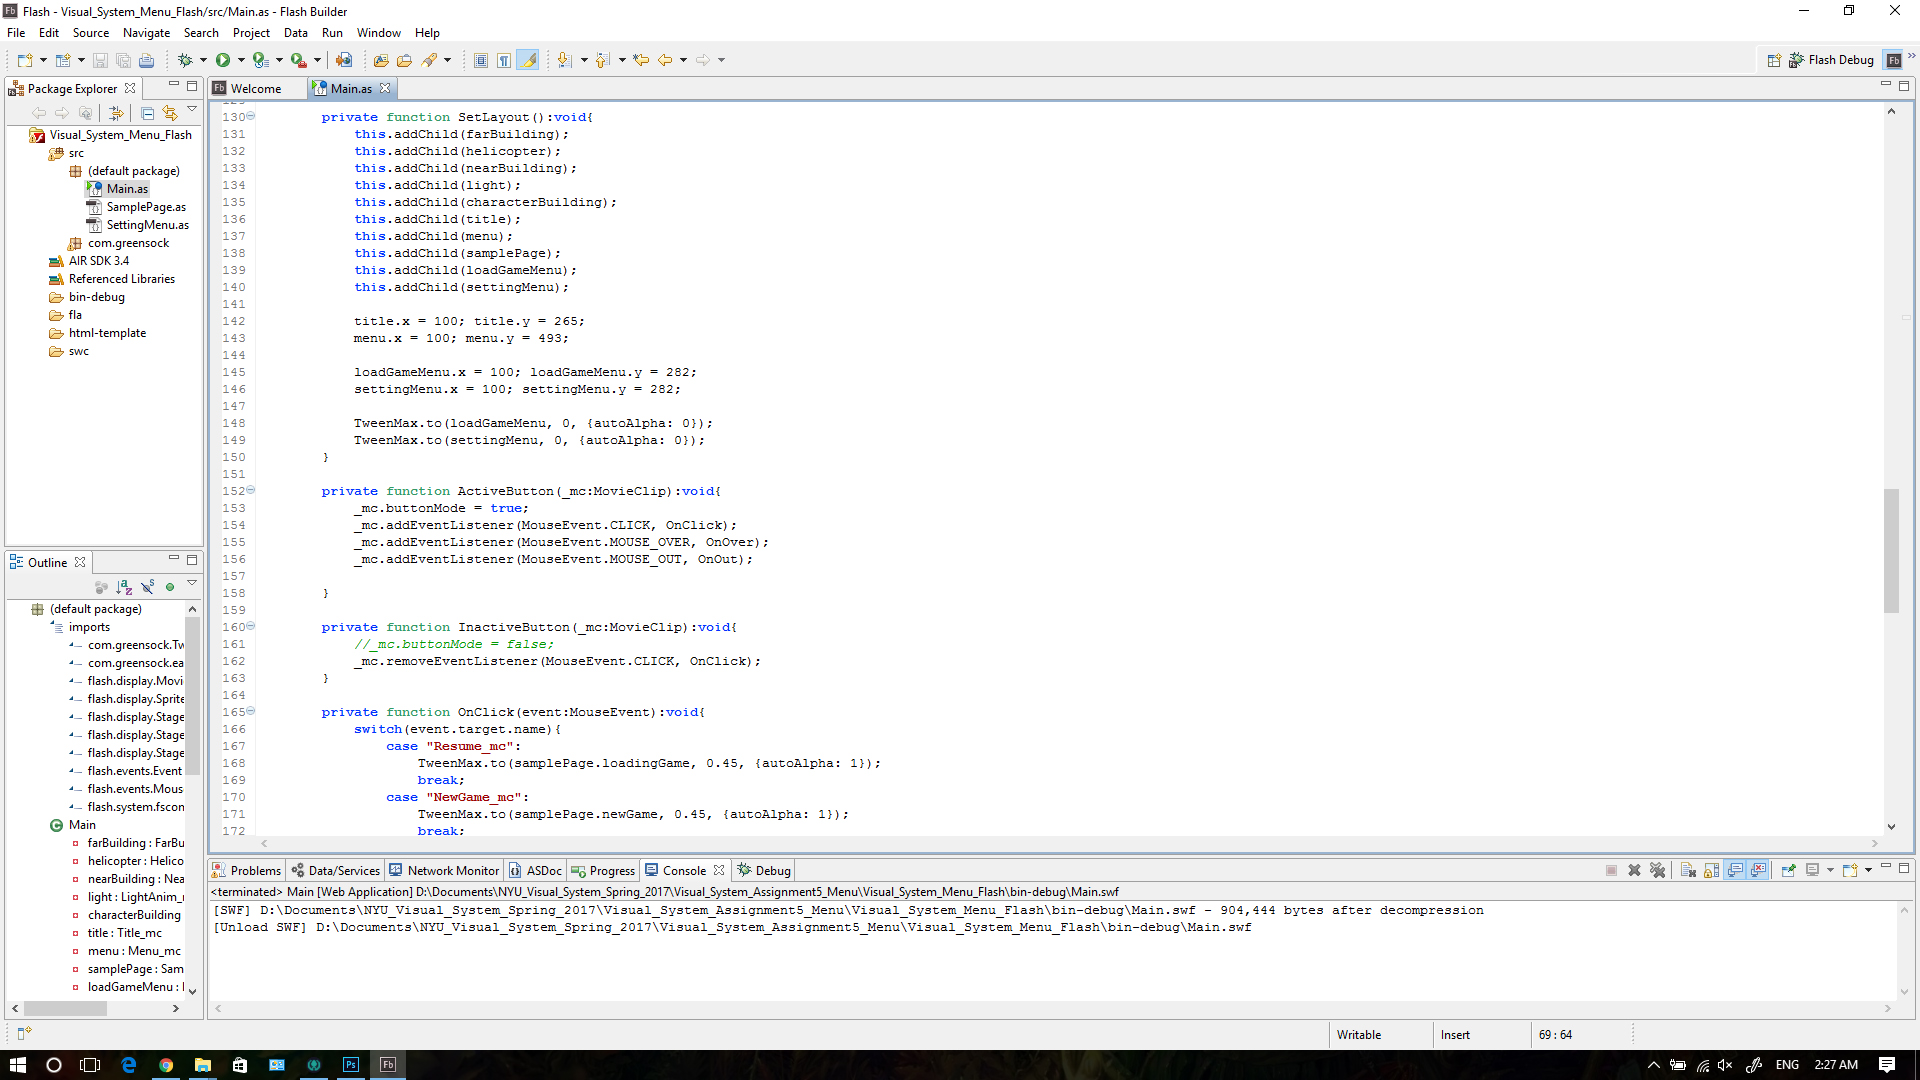 Flash - Visual_System_Menu_Flash/src/Main.as - Flash Builder
File Edit Source Navigate Search Project Data Run Window Help
Flash Debug
Package Explorer
Visual_System_Menu_Flash
src
(default package)
Main.as
SamplePage.as
SettingMenu.as
com.greensock
AIR SDK 3.4
Referenced Libraries
bin-debug
fla
html-template
swc
Outline
(default package)
imports
com.greensock.Tw
com.greensock.ea
flash.display.Movi
flash.display.Sprite
flash.display.Stage
flash.display.Stage
flash.display.Stage
flash.events.Event
flash.events.Mous
flash.system.fscon
Main
farBuilding : FarBu
helicopter : Helico
nearBuilding : Nea
light : LightAnim_
characterBuilding
title : Title_mc
menu : Menu_mc
samplePage : Sam
loadGameMenu :
Welcome Main.as
130 private function SetLayout():void{
131 this.addChild(farBuilding);
132 this.addChild(helicopter);
133 this.addChild(nearBuilding);
134 this.addChild(light);
135 this.addChild(characterBuilding);
136 this.addChild(title);
137 this.addChild(menu);
138 this.addChild(samplePage);
139 this.addChild(loadGameMenu);
140 this.addChild(settingMenu);
141
142 title.x = 100; title.y = 265;
143 menu.x = 100; menu.y = 493;
144
145 loadGameMenu.x = 100; loadGameMenu.y = 282;
146 settingMenu.x = 100; settingMenu.y = 282;
147
148 TweenMax.to(loadGameMenu, 0, {autoAlpha: 0});
149 TweenMax.to(settingMenu, 0, {autoAlpha: 0});
150 }
151
152 private function ActiveButton(_mc:MovieClip):void{
153 _mc.buttonMode = true;
154 _mc.addEventListener(MouseEvent.CLICK, OnClick);
155 _mc.addEventListener(MouseEvent.MOUSE_OVER, OnOver);
156 _mc.addEventListener(MouseEvent.MOUSE_OUT, OnOut);
157
158 }
159
160 private function InactiveButton(_mc:MovieClip):void{
161 //_mc.buttonMode = false;
162 _mc.removeEventListener(MouseEvent.CLICK, OnClick);
163 }
164
165 private function OnClick(event:MouseEvent):void{
166 switch(event.target.name){
167 case "Resume_mc":
168 TweenMax.to(samplePage.loadingGame, 0.45, {autoAlpha: 1});
169 break;
170 case "NewGame_mc":
171 TweenMax.to(samplePage.newGame, 0.45, {autoAlpha: 1});
172 break;
Problems Data/Services Network Monitor ASDoc Progress Console Debug
<terminated> Main [Web Application] D:\Documents\NYU_Visual_System_Spring_2017\Visual_System_Assignment5_Menu\Visual_System_Menu_Flash\bin-debug\Main.swf
[SWF] D:\Documents\NYU_Visual_System_Spring_2017\Visual_System_Assignment5_Menu\Visual_System_Menu_Flash\bin-debug\Main.swf - 904,444 bytes after decompression
[Unload SWF] D:\Documents\NYU_Visual_System_Spring_2017\Visual_System_Assignment5_Menu\Visual_System_Menu_Flash\bin-debug\Main.swf
Writable Insert 69 : 64
ENG 2:27 AM